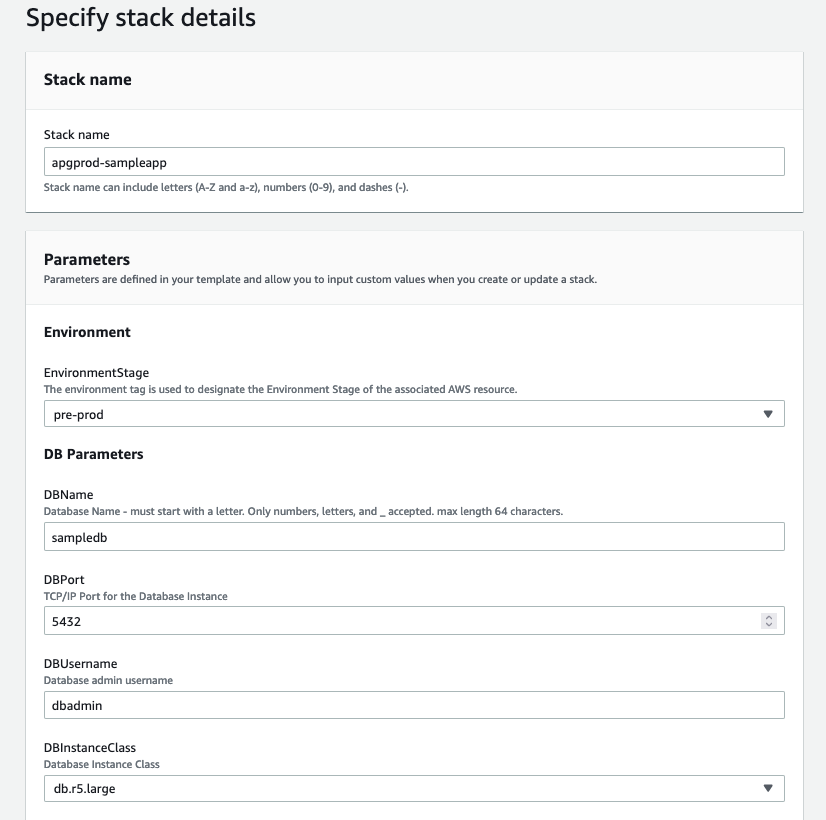 Specify stack details
Stack name
Stack name
apgprod-sampleapp
Stack name can include letters (A-Z and a-z), numbers (0-9), and dashes (-).
Parameters
Parameters are defined in your template and allow you to input custom values when you create or update a stack.
Environment
EnvironmentStage
The environment tag is used to designate the Environment Stage of the associated AWS resource.
pre-prod
DB Parameters
DBName
Database Name - must start with a letter. Only numbers, letters, and _ accepted. max length 64 characters.
sampledb
DBPort
TCP/IP Port for the Database Instance
5432
DBUsername
Database admin username
dbadmin
DBInstanceClass
Database Instance Class
db.r5.large